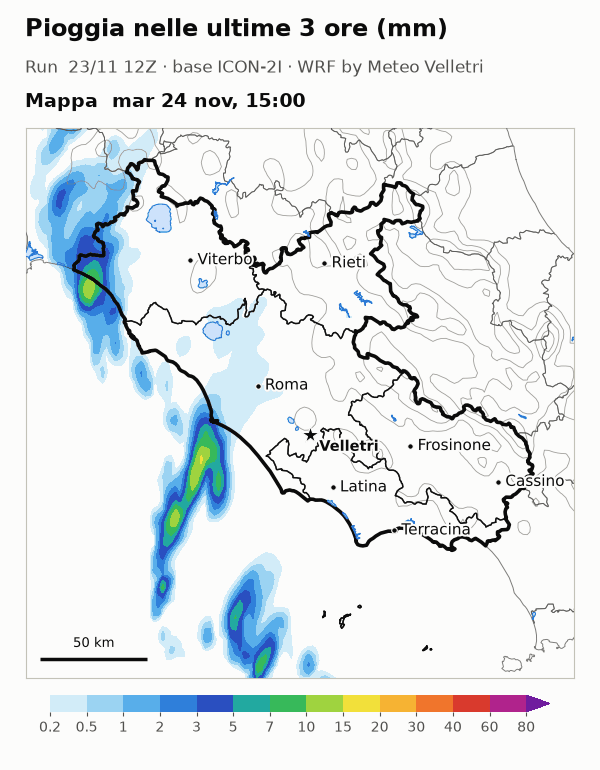 Pioggia nelle ultime 3 ore (mm)
Run  23/11 12Z · base ICON-2I · WRF by Meteo Velletri
Mappa  mar 24 nov, 15:00
Viterbo
Rieti
Roma
Velletri
Frosinone
Latina
Cassino
Terracina
50 km
0.2 0.5 1 2 3 5 7 10 15 20 30 40 60 80